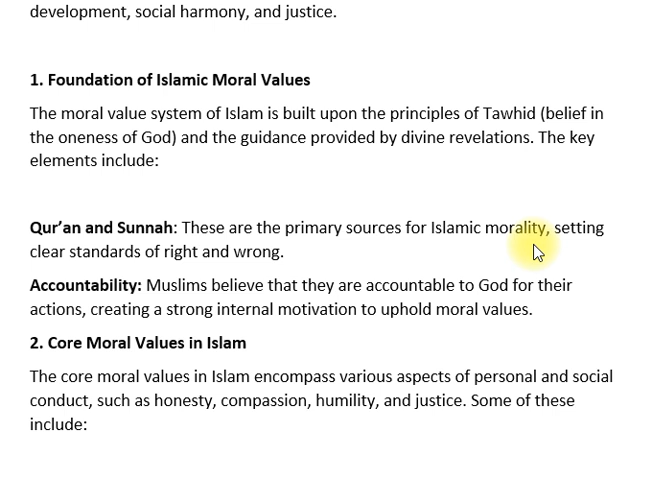 development, social harmony, and justice.
1. Foundation of Islamic Moral Values
The moral value system of Islam is built upon the principles of Tawhid (belief in
the oneness of God) and the guidance provided by divine revelations. The key
elements include:
Qur’an and Sunnah: These are the primary sources for Islamic morality, setting
clear standards of right and wrong.
Accountability: Muslims believe that they are accountable to God for their
actions, creating a strong internal motivation to uphold moral values.
2. Core Moral Values in Islam
The core moral values in Islam encompass various aspects of personal and social
conduct, such as honesty, compassion, humility, and justice. Some of these
include: